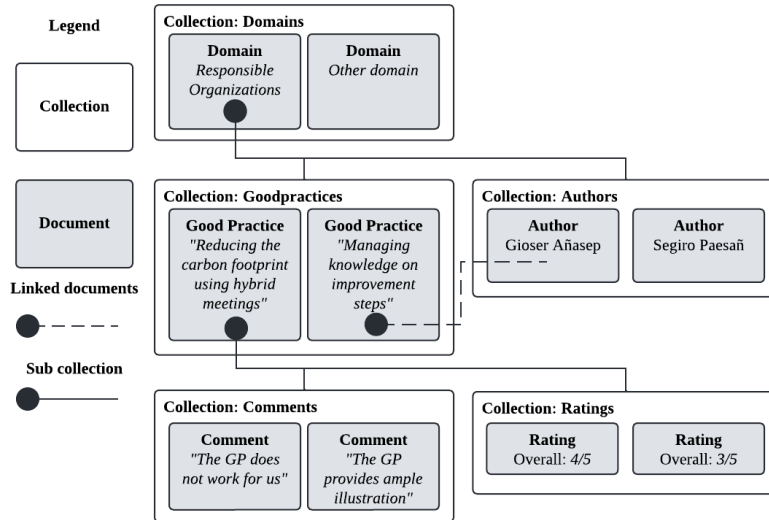 Legend
Collection
Document
Linked documents
Sub collection
Collection: Domains
Domain
Responsible
Organizations
Domain
Other domain
Collection: Goodpractices
Good Practice
"Reducing the
carbon footprint
using hybrid
meetings"
Good Practice
"Managing
knowledge on
improvement
steps"
Collection: Authors
Author
Gioser Añasep
Author
Segiro Paesañ
Collection: Comments
Comment
"The GP does
not work for us"
Comment
"The GP
provides ample
illustration"
Collection: Ratings
Rating
Overall: 4/5
Rating
Overall: 3/5